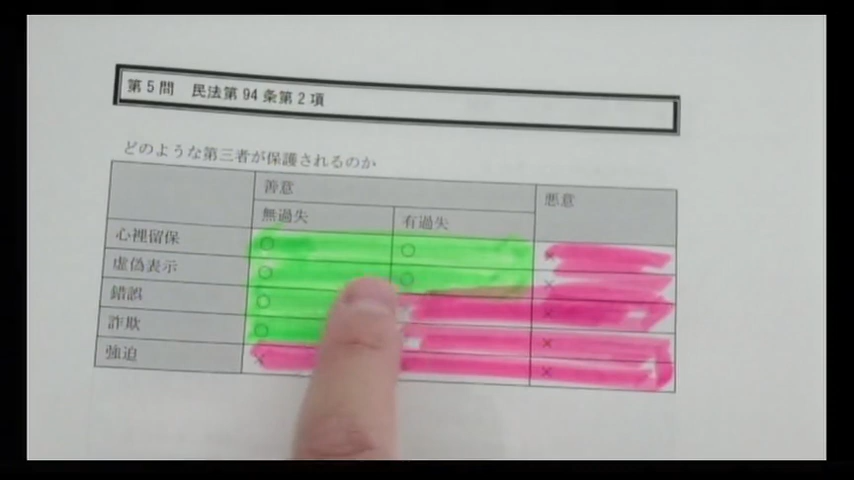 第5問 民法第94条第2項
どのような第三者が保護されるのか
善意 悪意
無過失 有過失
心裡留保 ○ ○ ×
虚偽表示 ○ ○ ×
錯誤 ○ ×
詐欺 ○ ×
強迫 × ×